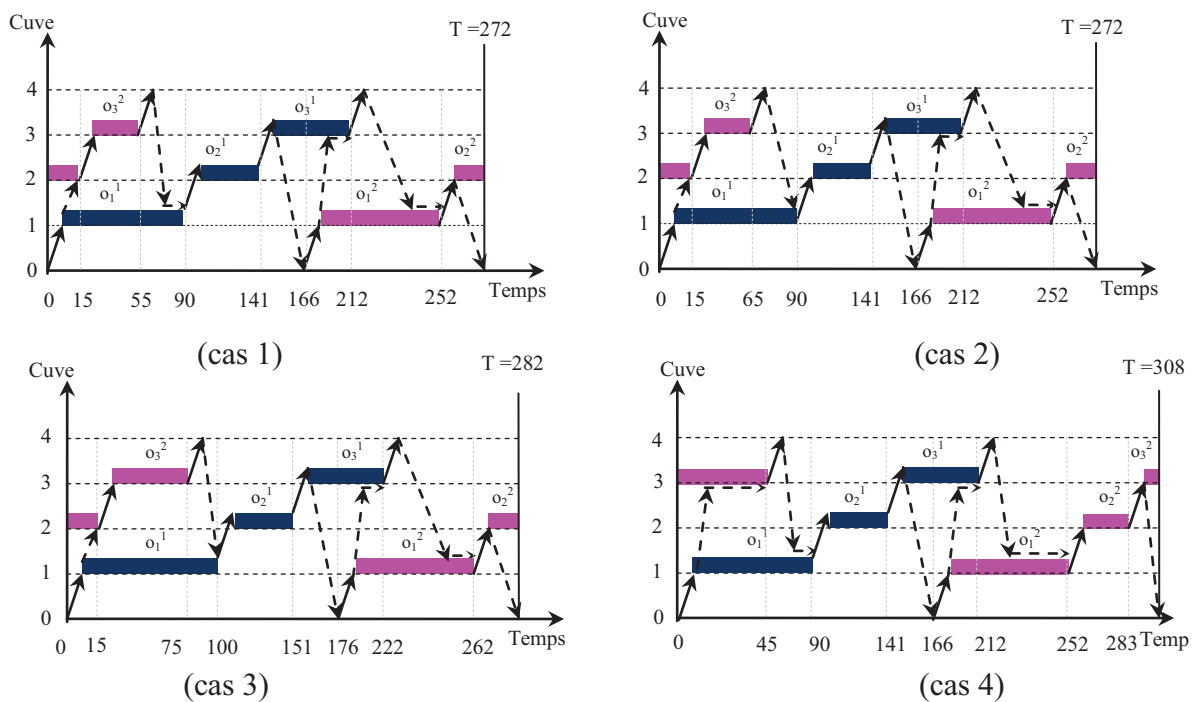 Cuve
T =272
4
o₃²
o₃¹
3
o₂¹
o₂²
2
o₁¹
o₁²
1
0
0 15 55 90 141 166 212 252 Temps
(cas 1)
Cuve
T =272
4
o₃²
o₃¹
3
o₂¹
o₂²
2
o₁¹
o₁²
1
0
0 15 65 90 141 166 212 252 Temps
(cas 2)
Cuve
T =282
4
o₃²
o₃¹
3
o₂¹
o₂²
2
o₁¹
o₁²
1
0
0 15 75 100 151 176 222 262 Temps
(cas 3)
Cuve
T =308
4
o₃¹
o₃²
3
o₂¹
o₂²
2
o₁¹
o₁²
1
0
0 45 90 141 166 212 252 283 Temp
(cas 4)